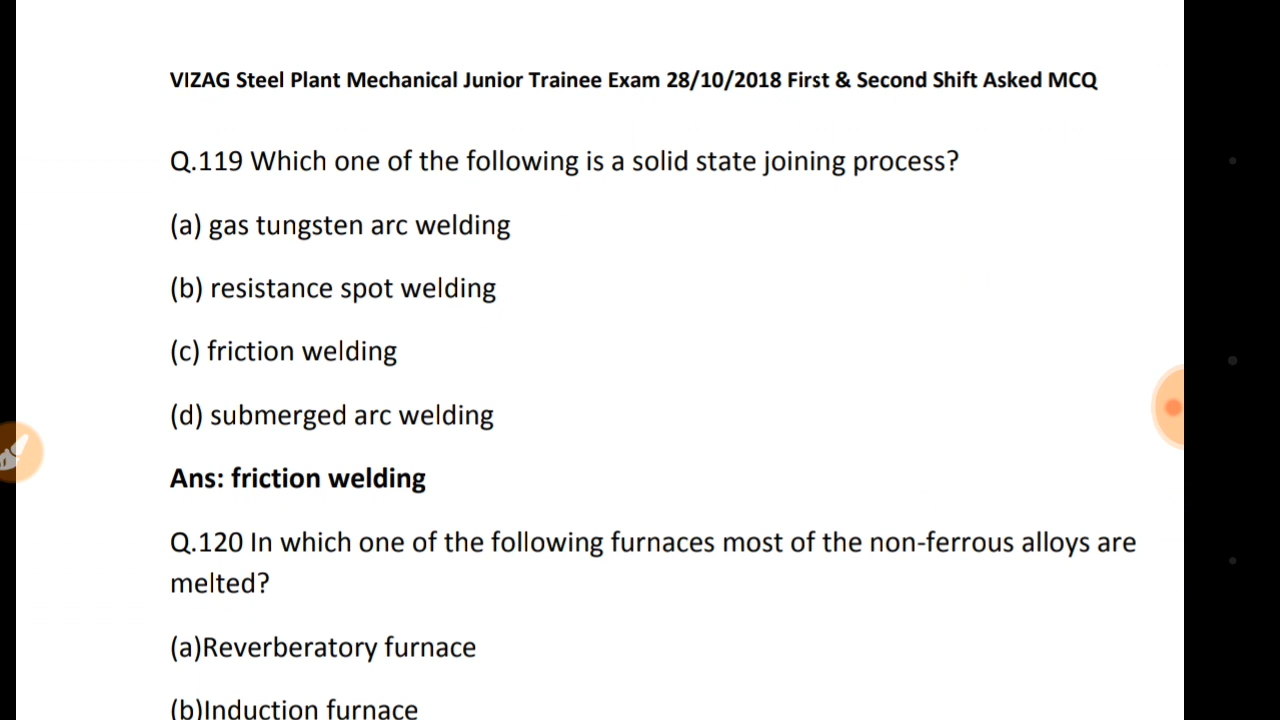 VIZAG Steel Plant Mechanical Junior Trainee Exam 28/10/2018 First & Second Shift Asked MCQ
Q.119 Which one of the following is a solid state joining process?
(a) gas tungsten arc welding
(b) resistance spot welding
(c) friction welding
(d) submerged arc welding
Ans: friction welding
Q.120 In which one of the following furnaces most of the non-ferrous alloys are
melted?
(a)Reverberatory furnace
(b)Induction furnace